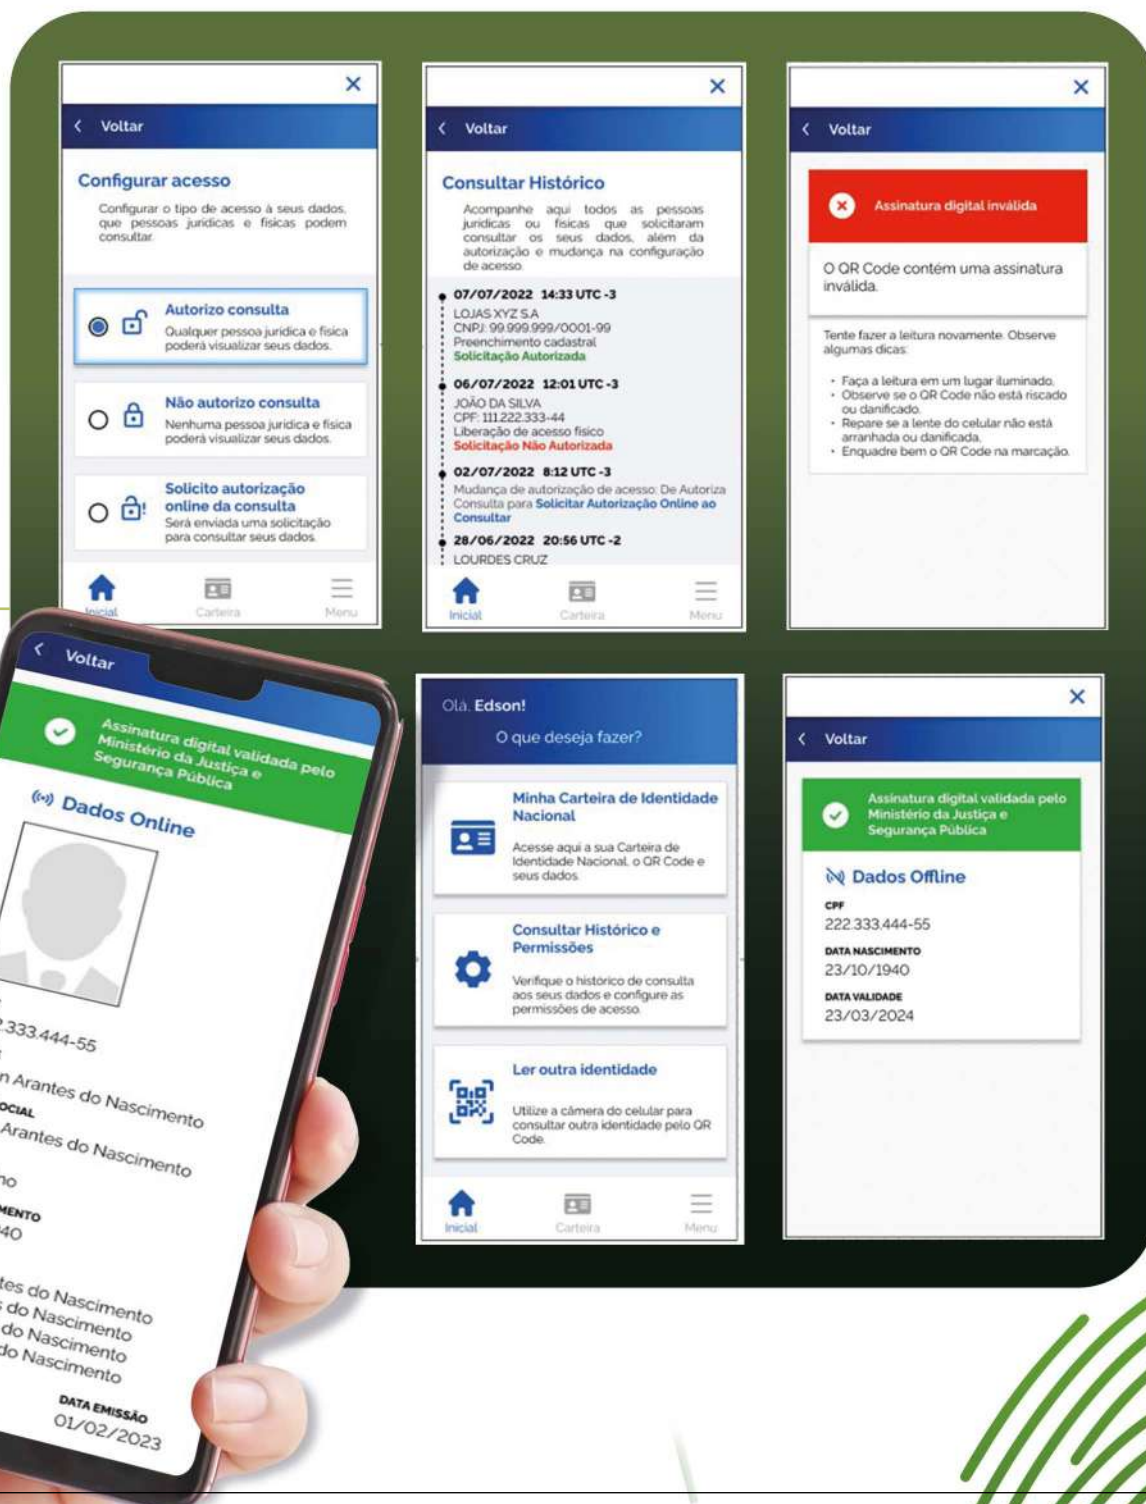 Voltar
Configurar acesso
Configurar o tipo de acesso à seus dados,
que pessoas jurídicas e físicas podem
consultar.
Autorizo consulta
Qualquer pessoa jurídica e física
poderá visualizar seus dados.
Não autorizo consulta
Nenhuma pessoa jurídica e física
poderá visualizar seus dados.
Solicito autorização
online da consulta
Será enviada uma solicitação
para consultar seus dados.
Inicial
Carteira
Menu
Voltar
Consultar Histórico
Acompanhe aqui todos as pessoas
jurídicas ou físicas que solicitaram
consultar os seus dados, além da
autorização e mudança na configuração
de acesso.
07/07/2022 14:33 UTC -3
LOJAS XYZ S.A
CNPJ: 99.999.999/0001-99
Preenchimento cadastral
Solicitação Autorizada
06/07/2022 12:01 UTC -3
JOÃO DA SILVA
CPF: 111.222.333-44
Liberação de acesso físico
Solicitação Não Autorizada
02/07/2022 8:12 UTC -3
Mudança de autorização de acesso: De Autoriza
Consulta para Solicitar Autorização Online ao
Consultar
28/06/2022 20:56 UTC -2
LOURDES CRUZ
Inicial
Carteira
Menu
Voltar
Assinatura digital inválida
O QR Code contém uma assinatura
inválida.
Tente fazer a leitura novamente. Observe
algumas dicas:
• Faça a leitura em um lugar iluminado,
• Observe se o QR Code não está riscado
ou danificado.
• Repare se a lente do celular não está
arranhada ou danificada,
• Enquadre bem o QR Code na marcação.
Voltar
Assinatura digital validada pelo
Ministério da Justiça e
Segurança Pública
Dados Online
.333.444-55
n Arantes do Nascimento
OCIAL
Arantes do Nascimento
no
MENTO
40
tes do Nascimento
s do Nascimento
do Nascimento
do Nascimento
DATA EMISSÃO
01/02/2023
Olá, Edson!
O que deseja fazer?
Minha Carteira de Identidade
Nacional
Acesse aqui a sua Carteira de
Identidade Nacional, o QR Code e
seus dados.
Consultar Histórico e
Permissões
Verifique o histórico de consulta
aos seus dados e configure as
permissões de acesso.
Ler outra identidade
Utilize a câmera do celular para
consultar outra identidade pelo QR
Code.
Inicial
Carteira
Menu
Voltar
Assinatura digital validada pelo
Ministério da Justiça e
Segurança Pública
Dados Offline
CPF
222.333.444-55
DATA NASCIMENTO
23/10/1940
DATA VALIDADE
23/03/2024